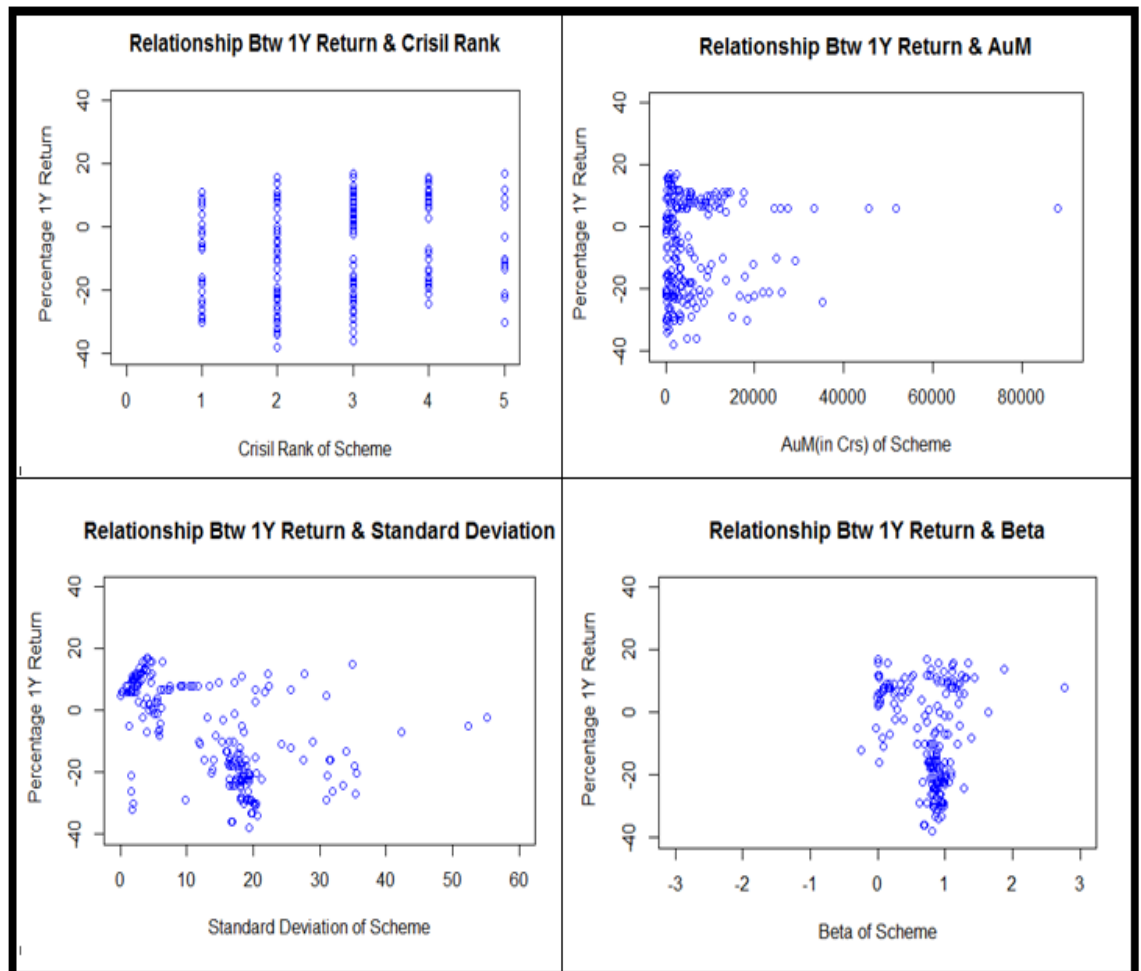 Relationship Btw 1Y Return & Crisil Rank
Percentage 1Y Return
40
20
0
-20
-40
0 1 2 3 4 5
Crisil Rank of Scheme
Relationship Btw 1Y Return & AuM
Percentage 1Y Return
40
20
0
-20
-40
0 20000 40000 60000 80000
AuM(in Crs) of Scheme
Relationship Btw 1Y Return & Standard Deviation
Percentage 1Y Return
40
20
0
-20
-40
0 10 20 30 40 50 60
Standard Deviation of Scheme
Relationship Btw 1Y Return & Beta
Percentage 1Y Return
40
20
0
-20
-40
-3 -2 -1 0 1 2 3
Beta of Scheme